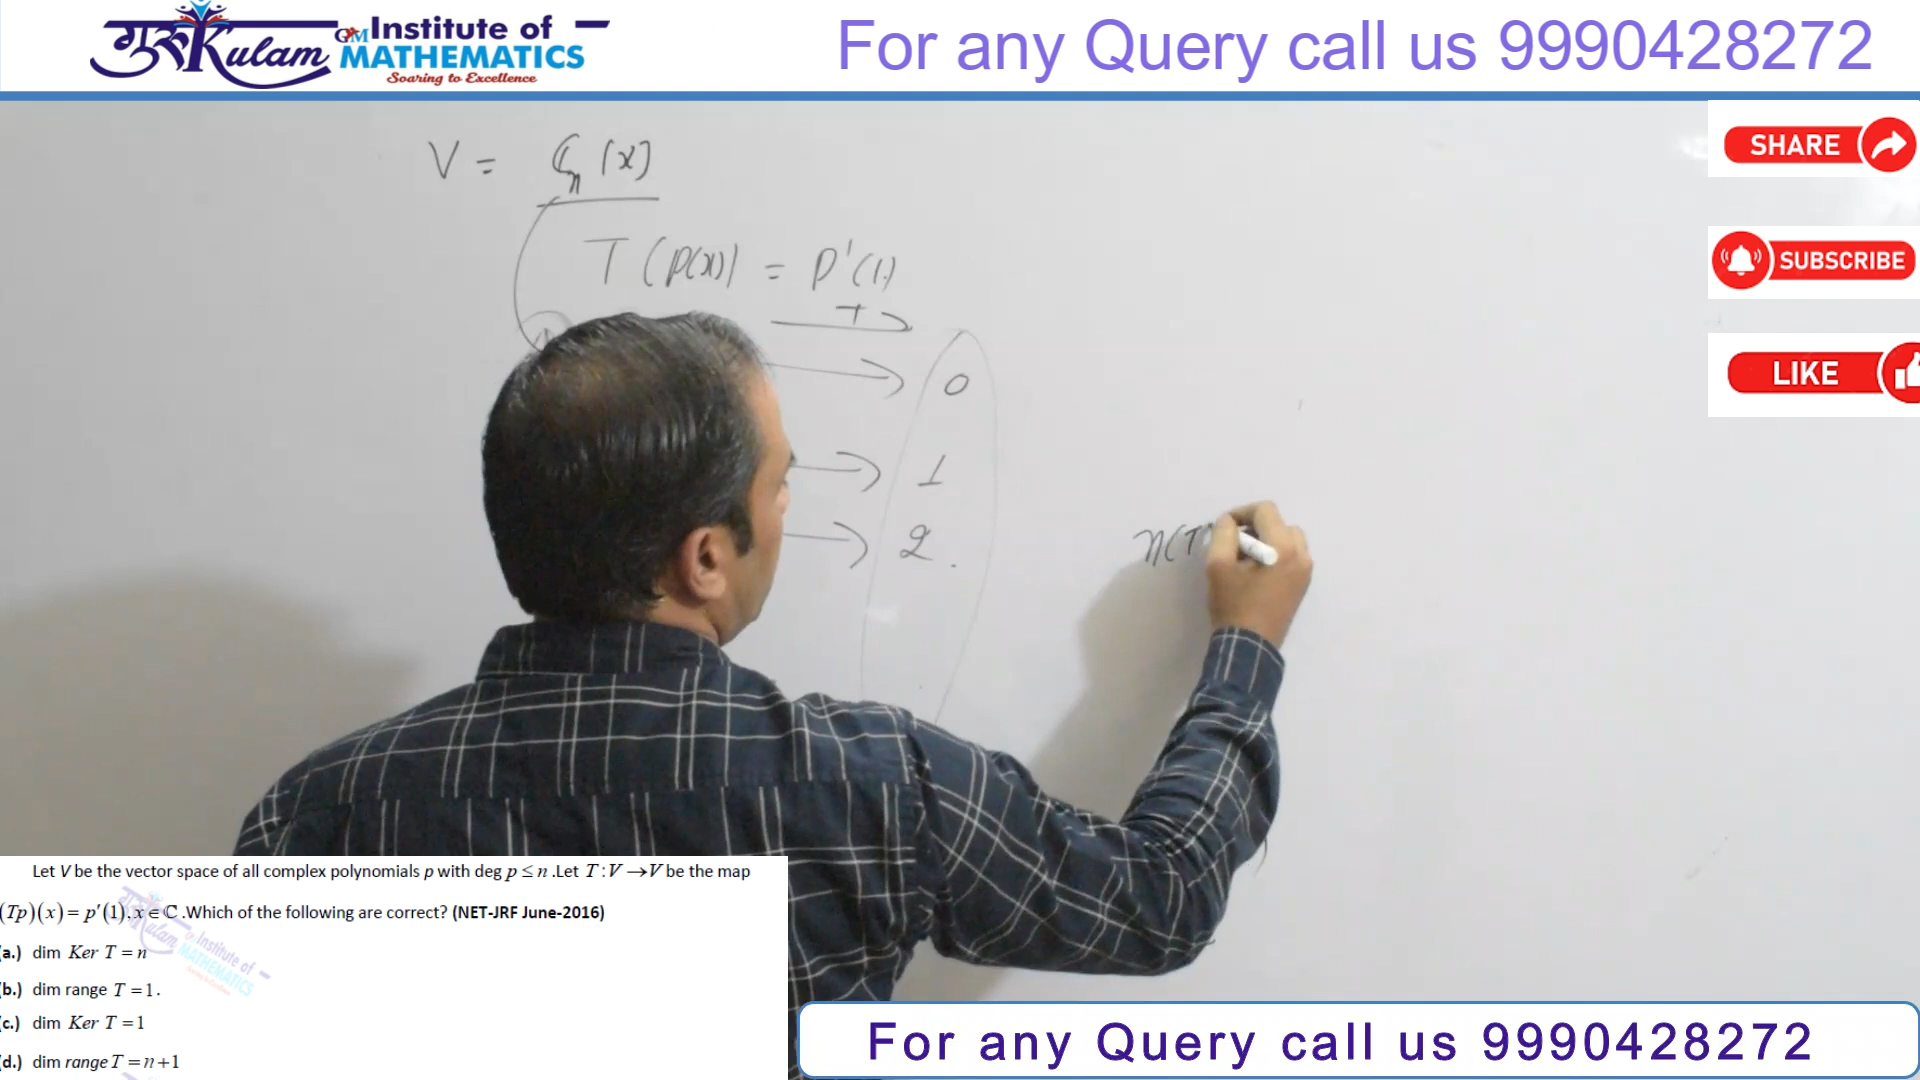 गुरुKulam GM Institute of MATHEMATICS
Soaring to Excellence
For any Query call us 9990428272
SHARE
SUBSCRIBE
LIKE
V = ℂn [x]
T (p(x)) = p'(1)
T
0
1
2
η(T
Let V be the vector space of all complex polynomials p with deg p ≤ n .Let T : V → V be the map
(Tp)(x) = p'(1), x ∈ ℂ .Which of the following are correct? (NET-JRF June-2016)
a.) dim Ker T = n
b.) dim range T = 1.
c.) dim Ker T = 1
d.) dim range T = n+1
For any Query call us 9990428272